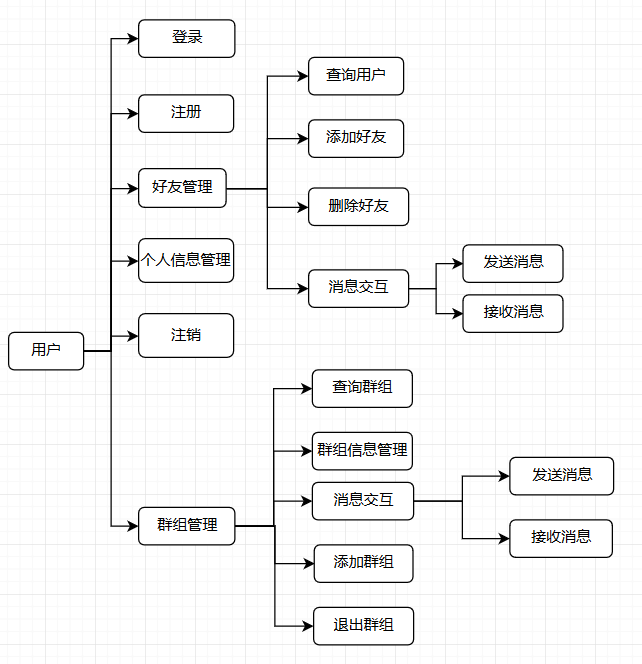 登录
查询用户
注册
添加好友
好友管理
删除好友
个人信息管理
消息交互
发送消息
接收消息
注销
用户
查询群组
群组信息管理
发送消息
消息交互
群组管理
接收消息
添加群组
退出群组